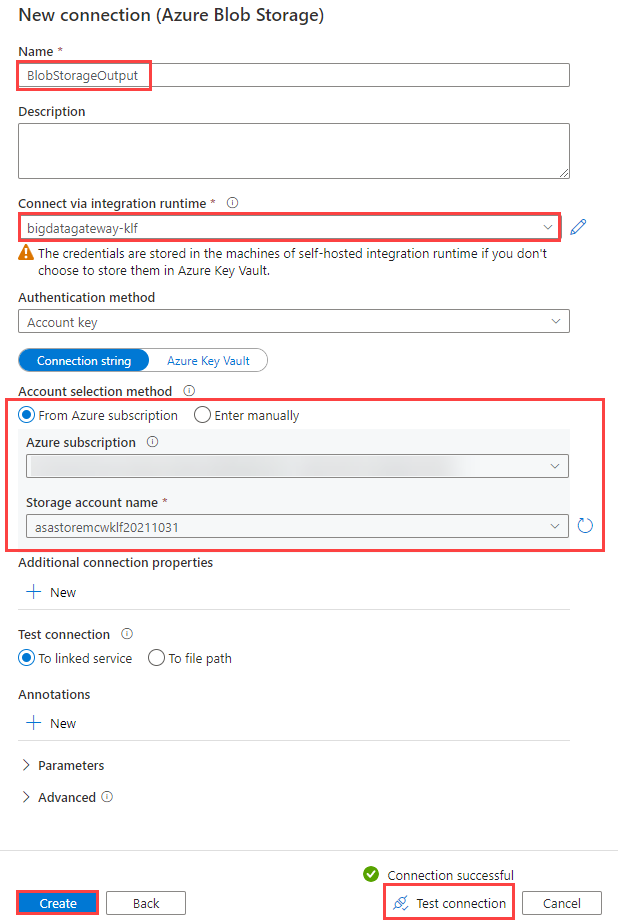 New connection (Azure Blob Storage)
Name *
BlobStorageOutput
Description
Connect via integration runtime *
bigdatagateway-klf
The credentials are stored in the machines of self-hosted integration runtime if you don't
choose to store them in Azure Key Vault.
Authentication method
Account key
Connection string Azure Key Vault
Account selection method
From Azure subscription Enter manually
Azure subscription
Storage account name *
asastoremcwklf20211031
Additional connection properties
New
Test connection
To linked service To file path
Annotations
New
Parameters
Advanced
Connection successful
Create Back Test connection Cancel